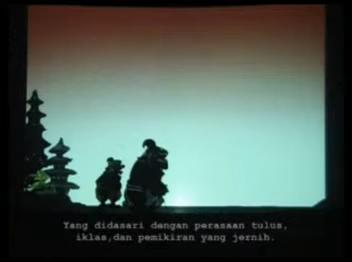 Yang didasari dengan perasaan tulus,
iklas,dan pemikiran yang jernih.